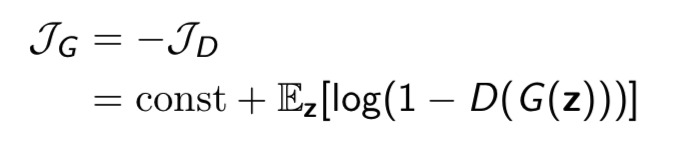 𝒥_G = −𝒥_D
= const + 𝔼_𝐳[log(1 − D(G(𝐳)))]